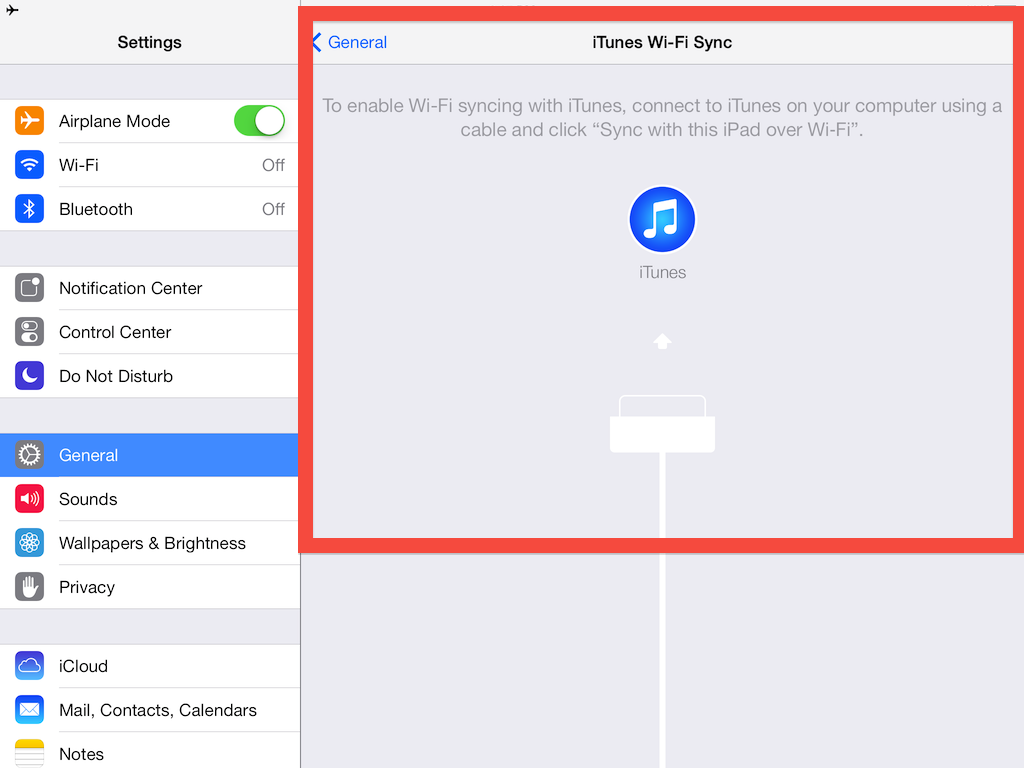 Settings
Airplane Mode
Wi-Fi Off
Bluetooth Off
Notification Center
Control Center
Do Not Disturb
General
Sounds
Wallpapers & Brightness
Privacy
iCloud
Mail, Contacts, Calendars
Notes
General iTunes Wi-Fi Sync
To enable Wi-Fi syncing with iTunes, connect to iTunes on your computer using a
cable and click “Sync with this iPad over Wi-Fi”.
iTunes